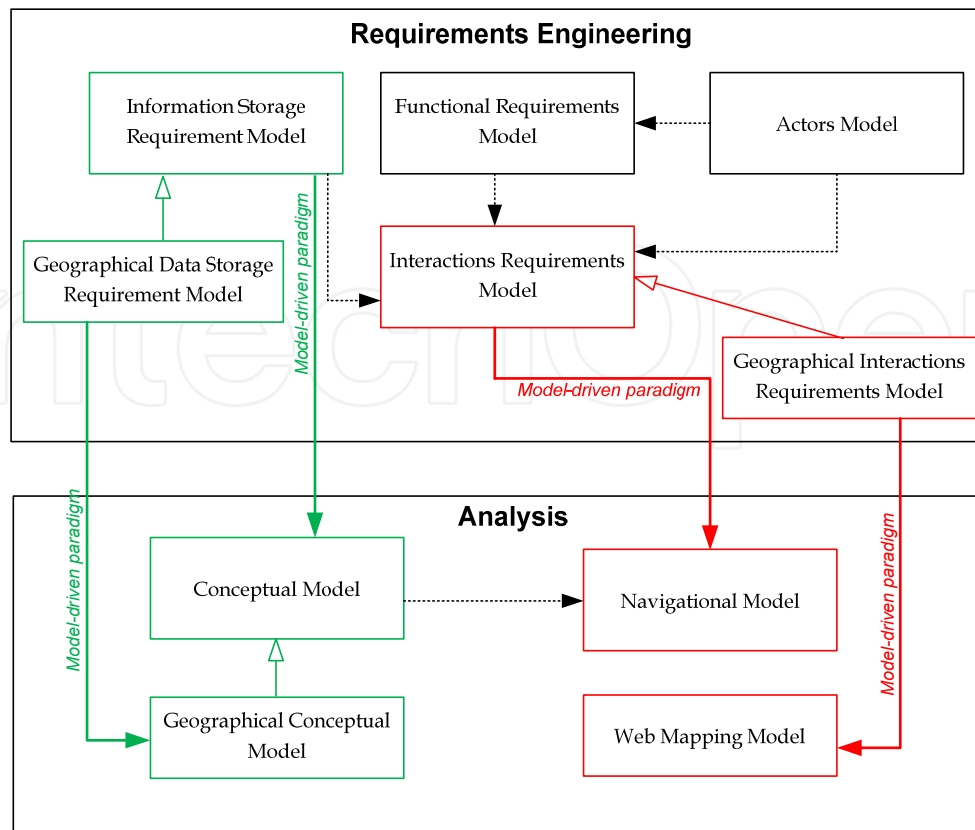 Requirements Engineering
Information Storage
Requirement Model
Functional Requirements
Model
Actors Model
Geographical Data Storage
Requirement Model
Model-driven paradigm
Interactions Requirements
Model
Geographical Interactions
Requirements Model
Model-driven paradigm
Analysis
Model-driven paradigm
Conceptual Model
Navigational Model
Model-driven paradigm
Geographical Conceptual
Model
Web Mapping Model